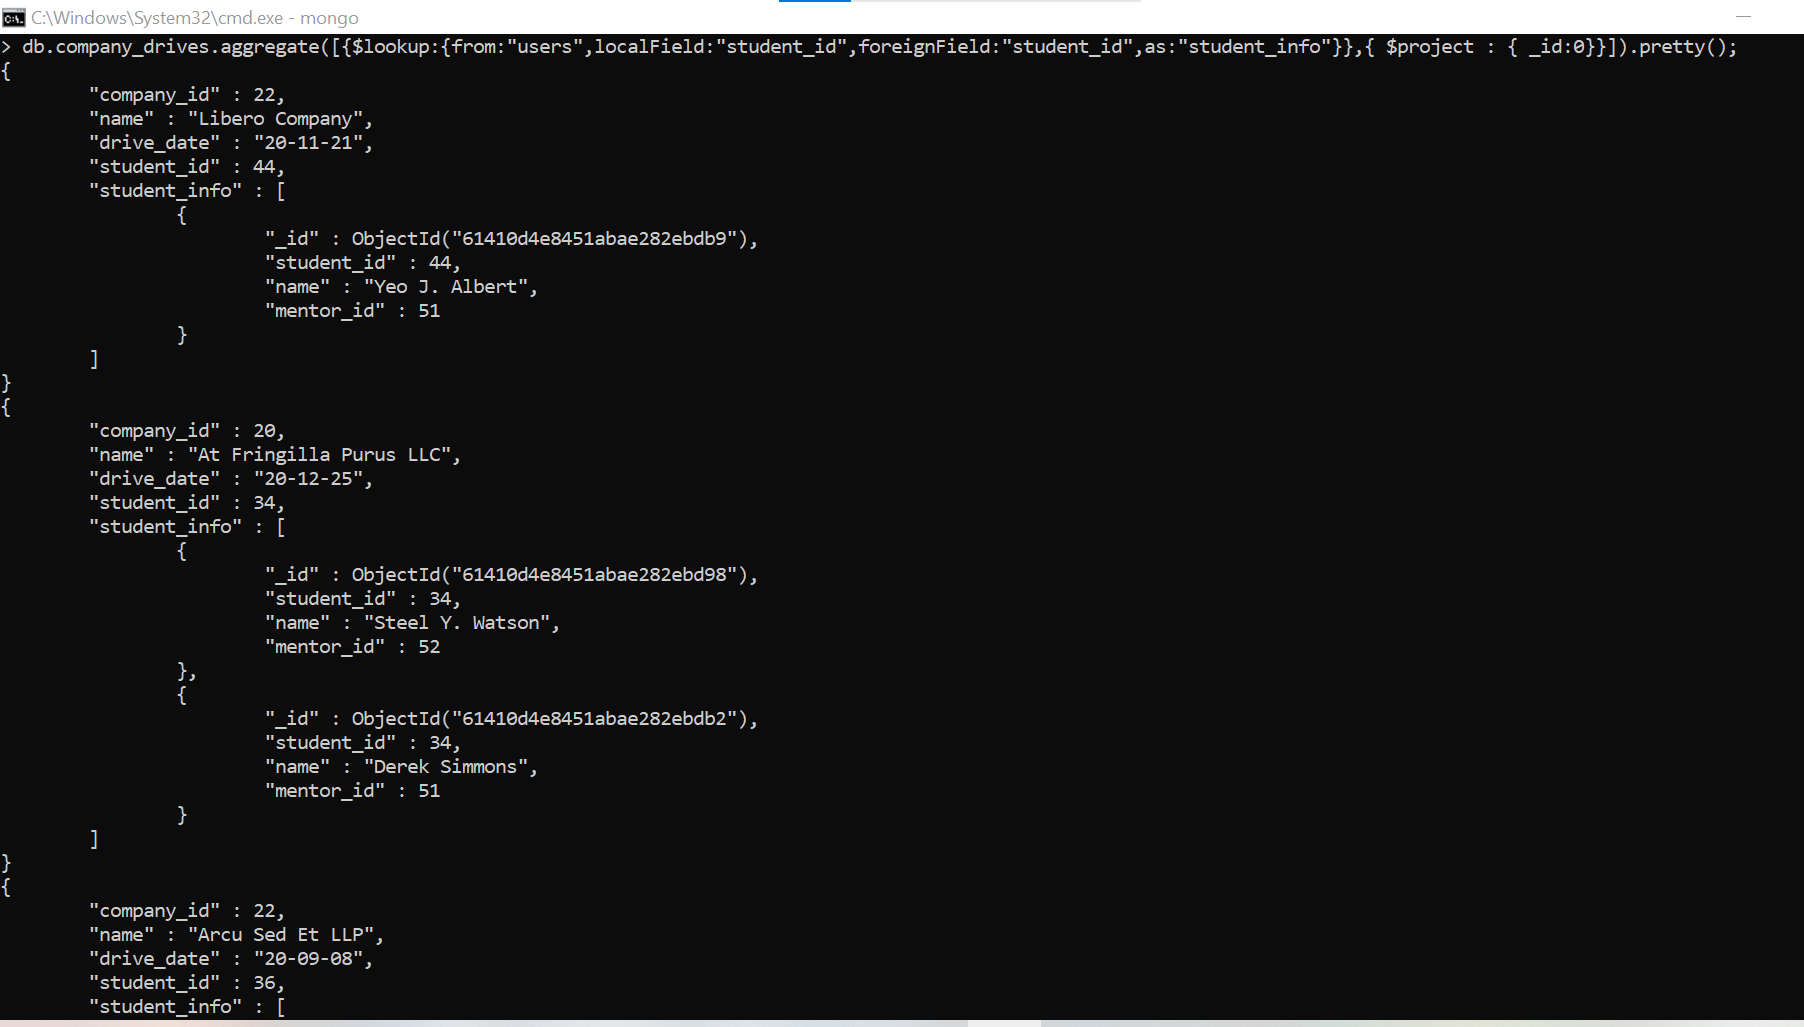 C:\Windows\System32\cmd.exe - mongo
> db.company_drives.aggregate([{$lookup:{from:"users",localField:"student_id",foreignField:"student_id",as:"student_info"}},{ $project : { _id:0}}]).pretty();
{
        "company_id" : 22,
        "name" : "Libero Company",
        "drive_date" : "20-11-21",
        "student_id" : 44,
        "student_info" : [
                {
                        "_id" : ObjectId("61410d4e8451abae282ebdb9"),
                        "student_id" : 44,
                        "name" : "Yeo J. Albert",
                        "mentor_id" : 51
                }
        ]
}
{
        "company_id" : 20,
        "name" : "At Fringilla Purus LLC",
        "drive_date" : "20-12-25",
        "student_id" : 34,
        "student_info" : [
                {
                        "_id" : ObjectId("61410d4e8451abae282ebd98"),
                        "student_id" : 34,
                        "name" : "Steel Y. Watson",
                        "mentor_id" : 52
                },
                {
                        "_id" : ObjectId("61410d4e8451abae282ebdb2"),
                        "student_id" : 34,
                        "name" : "Derek Simmons",
                        "mentor_id" : 51
                }
        ]
}
{
        "company_id" : 22,
        "name" : "Arcu Sed Et LLP",
        "drive_date" : "20-09-08",
        "student_id" : 36,
        "student_info" : [